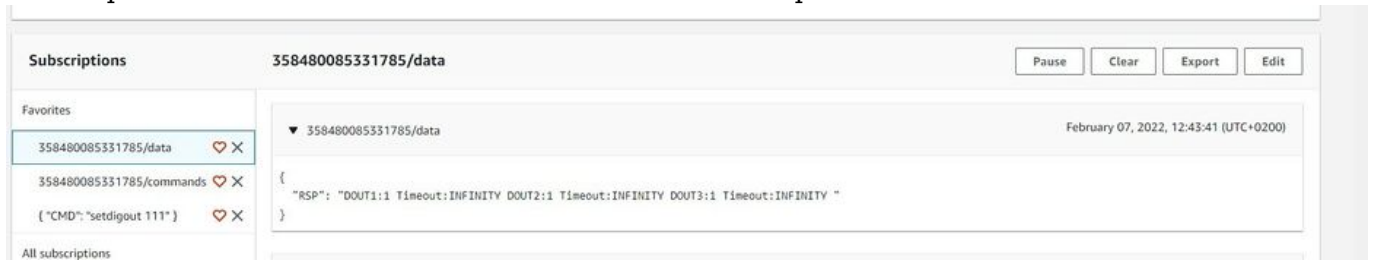 Subscriptions
358480085331785/data
Pause
Clear
Export
Edit
Favorites
358480085331785/data
358480085331785/commands
{ "CMD": "setdigout 111" }
All subscriptions
▼ 358480085331785/data
February 07, 2022, 12:43:41 (UTC+0200)
{
"RSP": "DOUT1:1 Timeout:INFINITY DOUT2:1 Timeout:INFINITY DOUT3:1 Timeout:INFINITY "
}